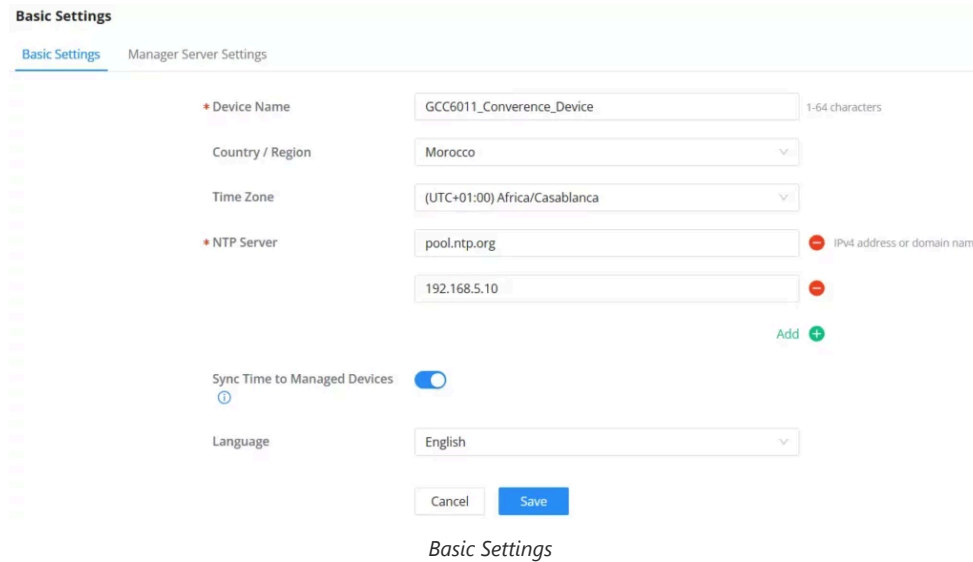 Basic Settings
Basic Settings Manager Server Settings
* Device Name GCC6011_Converence_Device 1-64 characters
Country / Region Morocco
Time Zone (UTC+01:00) Africa/Casablanca
* NTP Server pool.ntp.org IPv4 address or domain nam
192.168.5.10
Add
Sync Time to Managed Devices
Language English
Cancel Save
Basic Settings